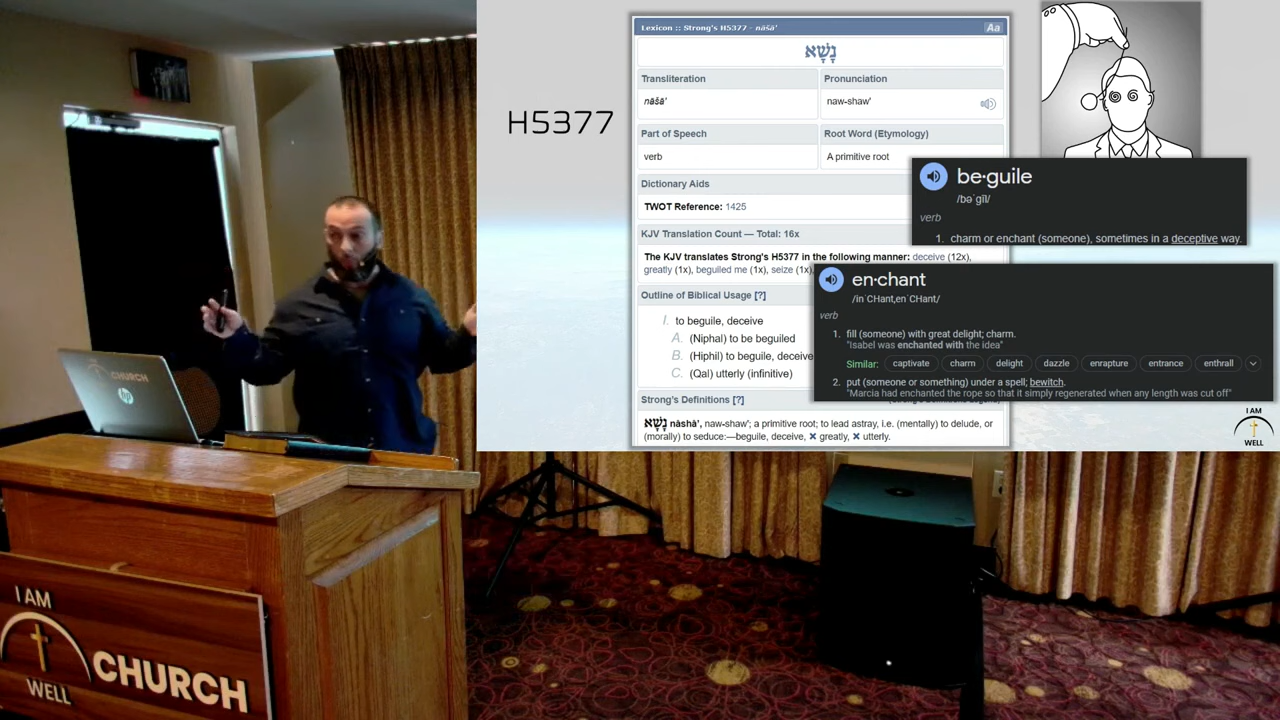 H5377
Lexicon :: Strong's H5377 - nāšā'
Aa
נָשָׁא
Transliteration
Pronunciation
nāšā'
naw-shaw'
Part of Speech
Root Word (Etymology)
verb
A primitive root
Dictionary Aids
TWOT Reference: 1425
KJV Translation Count — Total: 16x
The KJV translates Strong's H5377 in the following manner: deceive (12x),
greatly (1x), beguiled me (1x), seize (1x)
Outline of Biblical Usage [?]
I. to beguile, deceive
A. (Niphal) to be beguiled
B. (Hiphil) to beguile, deceive
C. (Qal) utterly (infinitive)
Strong's Definitions [?]
נָשָׁא nâshâʼ, naw-shaw'; a primitive root; to lead astray, i.e. (mentally) to delude, or
(morally) to seduce:—beguile, deceive, × greatly, × utterly.
be·guile
/bəˈɡīl/
verb
1. charm or enchant (someone), sometimes in a deceptive way.
en·chant
/inˈCHant,enˈCHant/
verb
1. fill (someone) with great delight; charm.
"Isabel was enchanted with the idea"
Similar: captivate charm delight dazzle enrapture entrance enthrall
2. put (someone or something) under a spell; bewitch.
"Marcia had enchanted the rope so that it simply regenerated when any length was cut off"
I AM
WELL
CHURCH
hp
I AM
CHURCH
WELL